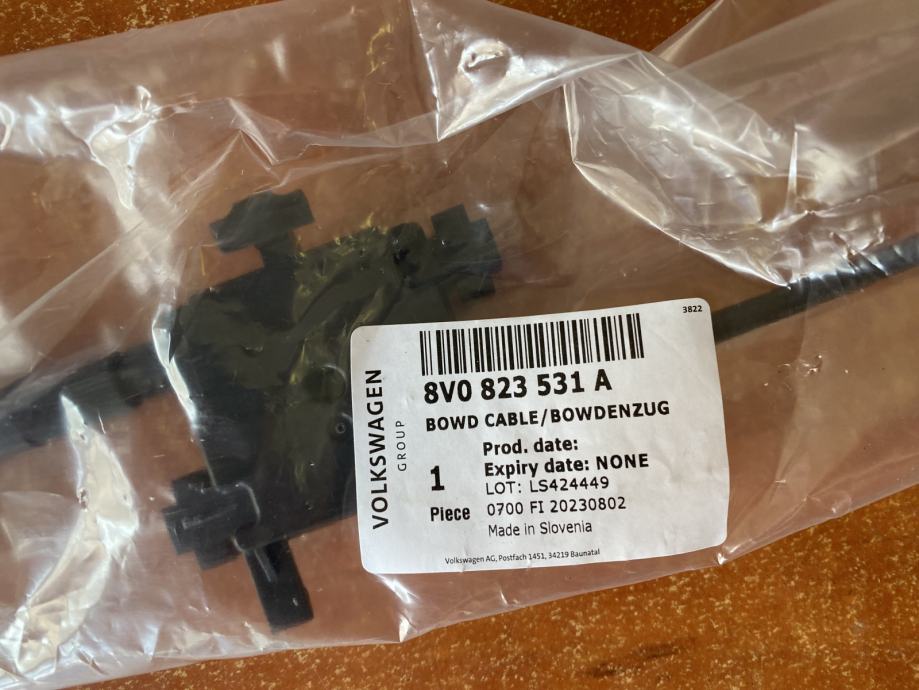 3822
8V0 823 531 A
BOWD CABLE/BOWDENZUG
VOLKSWAGEN
GROUP
Prod. date:
Expiry date: NONE
1
LOT: LS424449
Piece
0700 FI 20230802
Made in Slovenia
Volkswagen AG, Postfach 1451, 34219 Baunatal